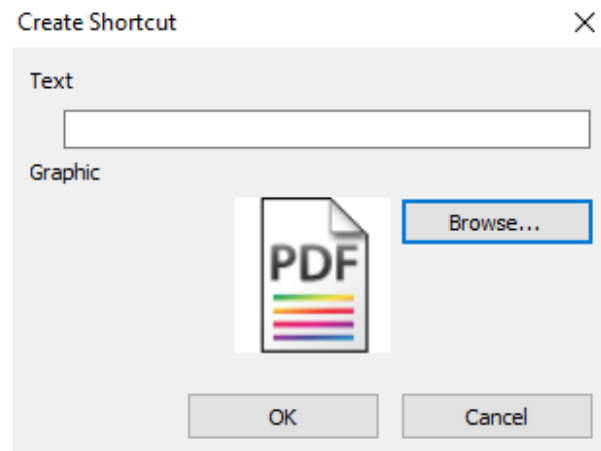 Create Shortcut
Text
Graphic
PDF
Browse...
OK
Cancel